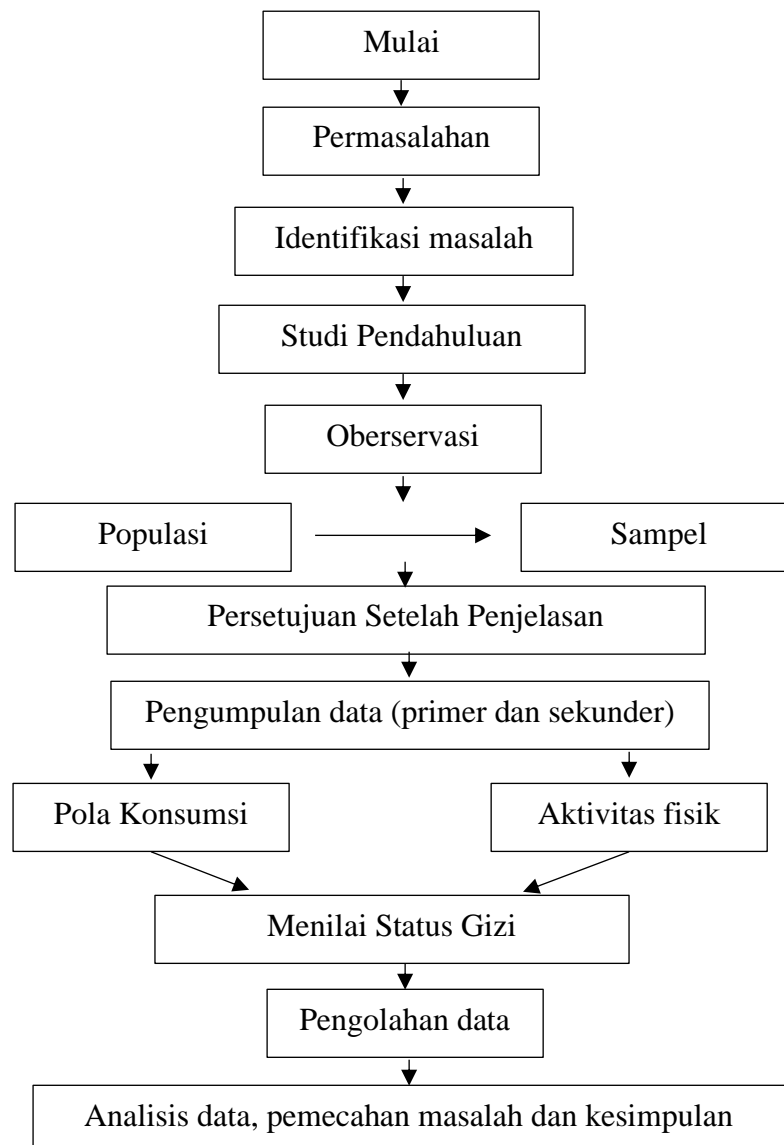 Mulai
Permasalahan
Identifikasi masalah
Studi Pendahuluan
Oberservasi
Populasi
Sampel
Persetujuan Setelah Penjelasan
Pengumpulan data (primer dan sekunder)
Pola Konsumsi
Aktivitas fisik
Menilai Status Gizi
Pengolahan data
Analisis data, pemecahan masalah dan kesimpulan